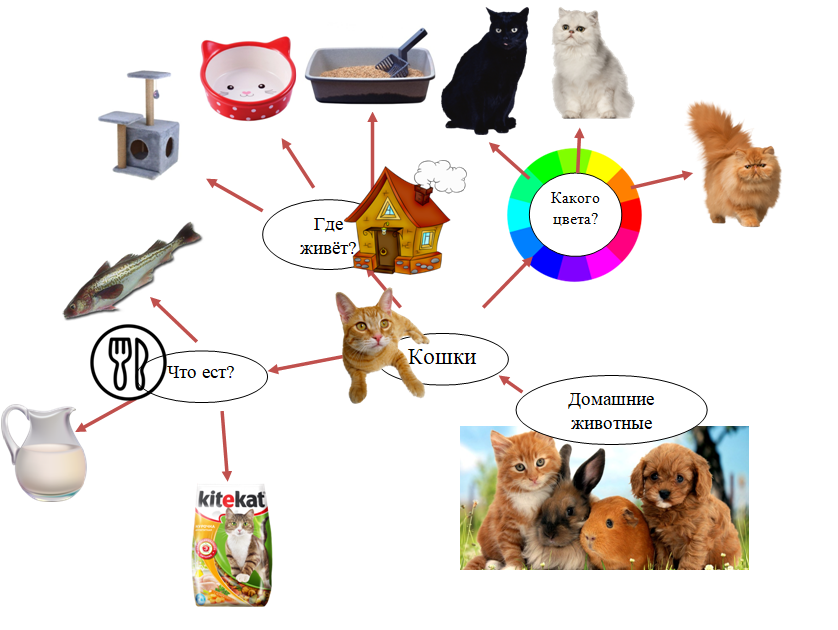 Какого
цвета?
Где
живёт?
Кошки
Что ест?
Домашние
животные
kitekat